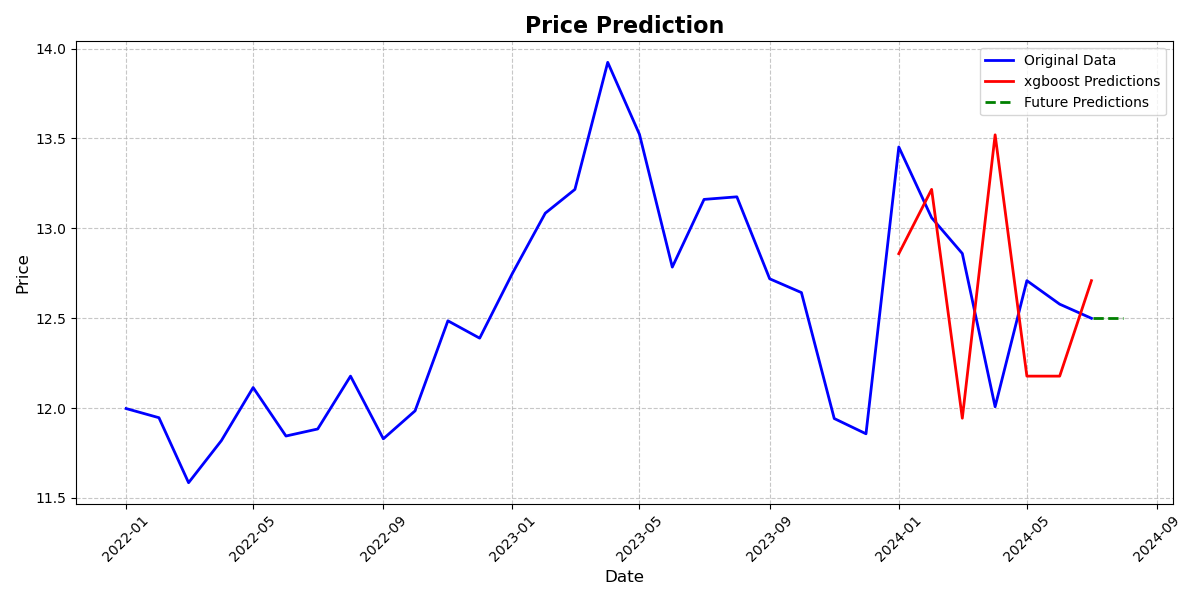 Price Prediction
Original Data
xgboost Predictions
Future Predictions
14.0
13.5
13.0
12.5
12.0
11.5
Price
2022-01
2022-05
2022-09
2023-01
2023-05
2023-09
2024-01
2024-05
2024-09
Date